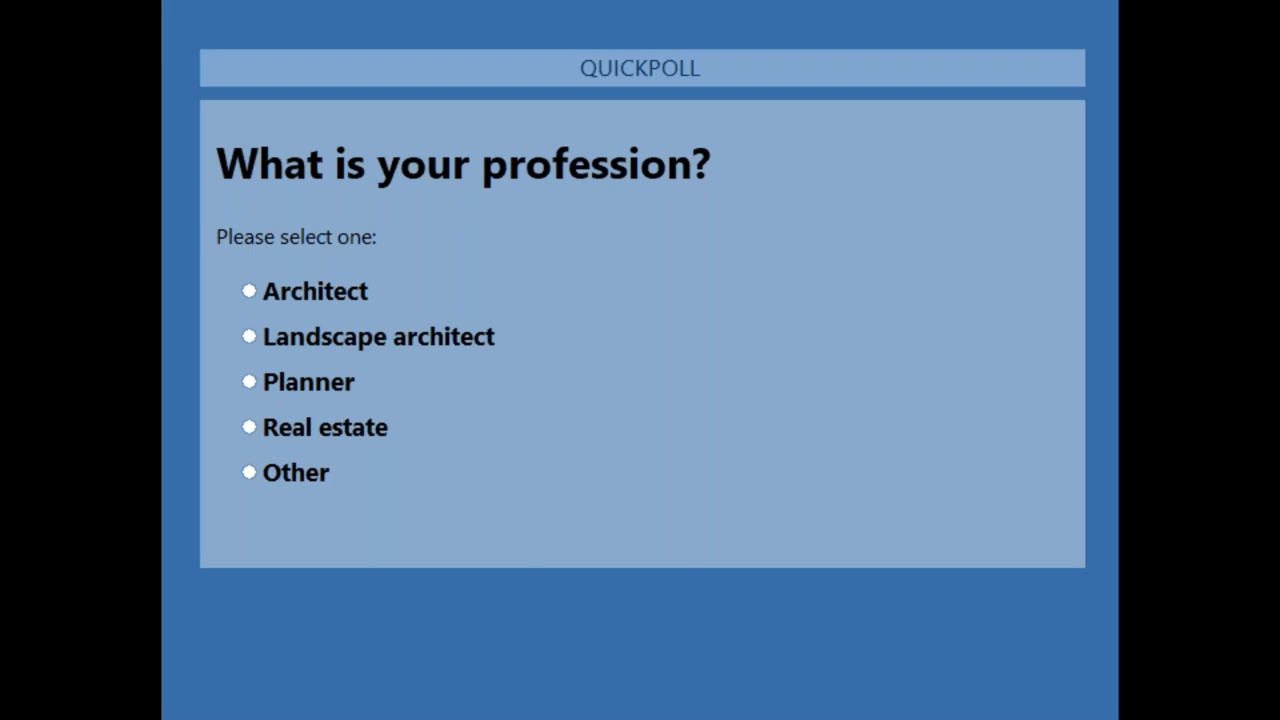 QUICKPOLL
What is your profession?
Please select one:
Architect
Landscape architect
Planner
Real estate
Other